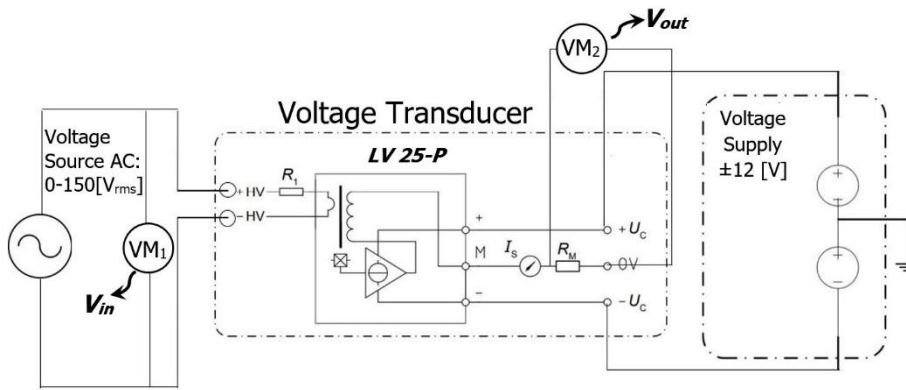 V_out
VM₂
Voltage Transducer
LV 25-P
Voltage
Source AC:
0-150[V_rms]
R₁
+ HV
- HV
VM₁
V_in
+
M
-
I_S
R_M
+ U_C
0V
- U_C
Voltage
Supply
±12 [V]
+
+